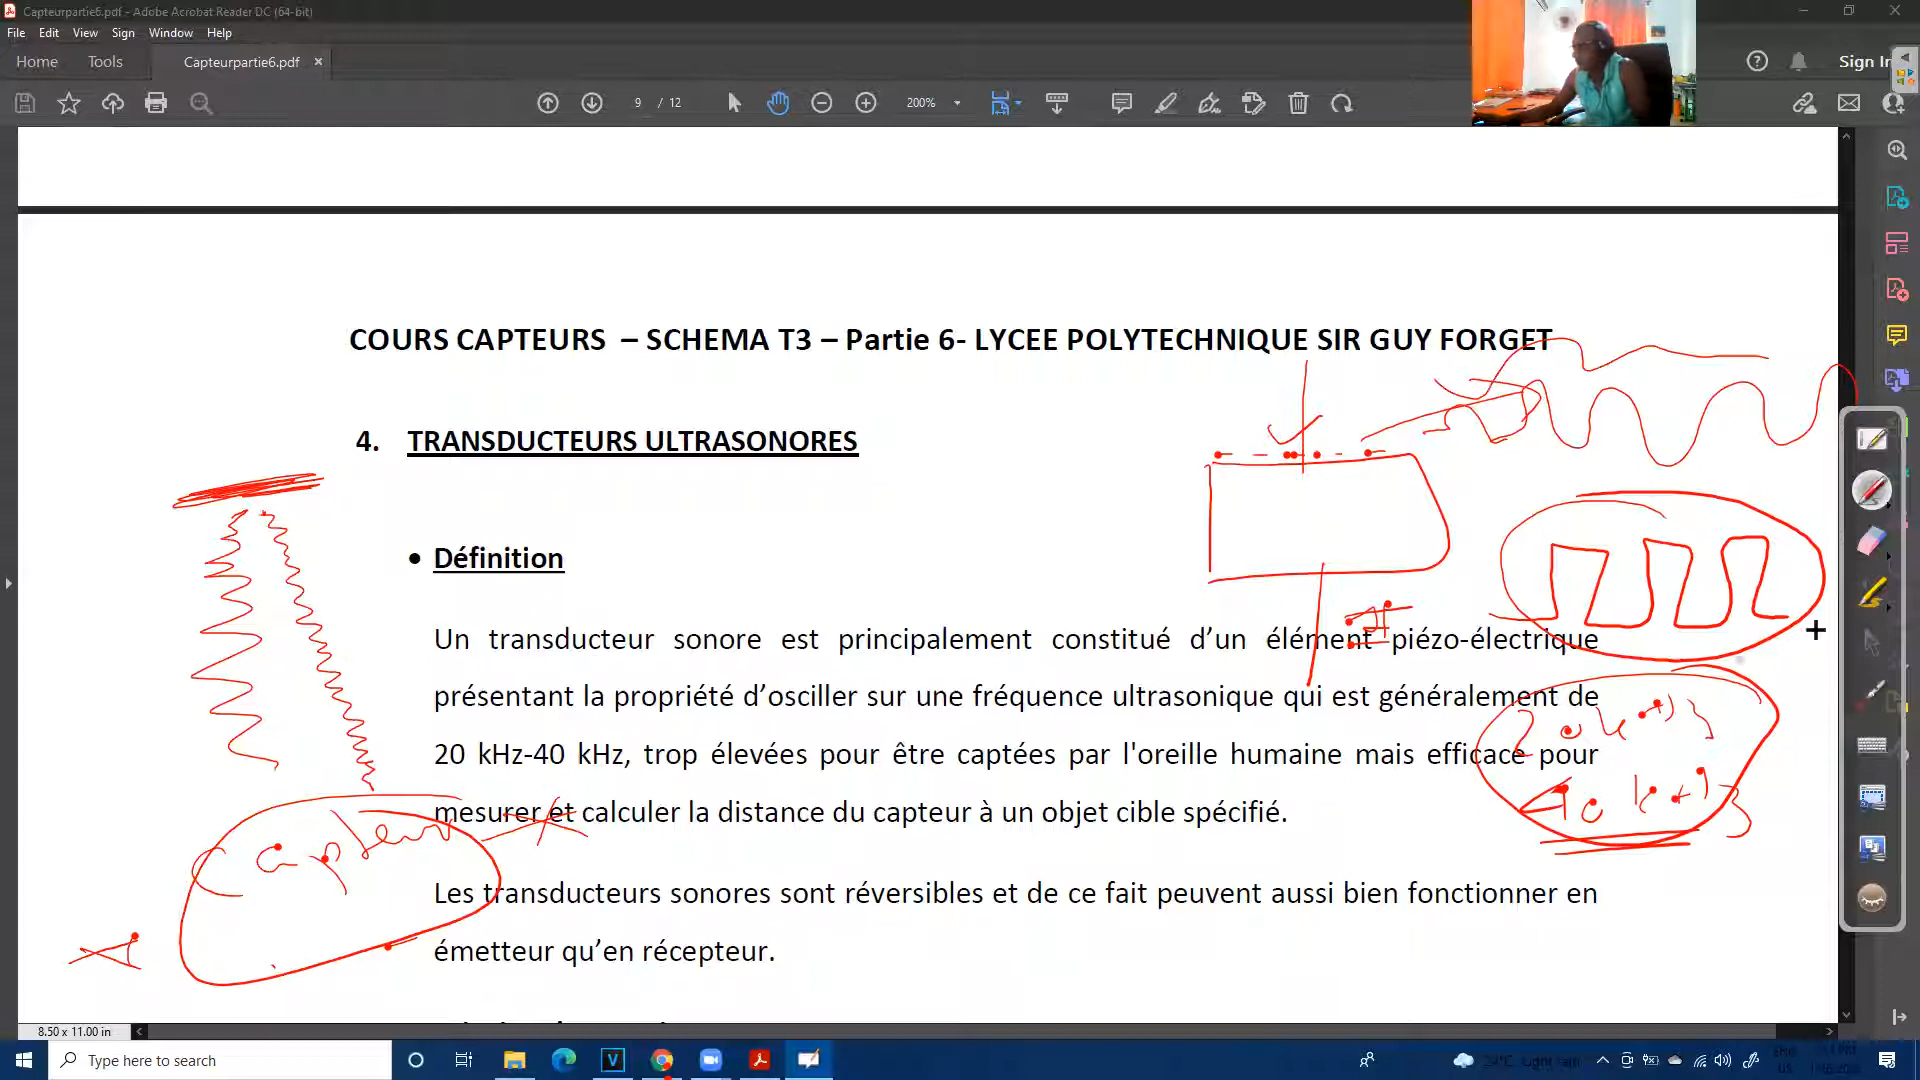 Capteurpartie6.pdf - Adobe Acrobat Reader DC (64-bit)
File Edit View Sign Window Help
Home Tools Capteurpartie6.pdf × Sign In
9 / 12 200%
COURS CAPTEURS – SCHEMA T3 – Partie 6- LYCEE POLYTECHNIQUE SIR GUY FORGET
4. TRANSDUCTEURS ULTRASONORES
• Définition
Un transducteur sonore est principalement constitué d’un élément piézo-électrique
présentant la propriété d’osciller sur une fréquence ultrasonique qui est généralement de
20 kHz-40 kHz, trop élevées pour être captées par l'oreille humaine mais efficace pour
mesurer et calculer la distance du capteur à un objet cible spécifié.
Capteur
Les transducteurs sonores sont réversibles et de ce fait peuvent aussi bien fonctionner en
émetteur qu’en récepteur.
8.50 x 11.00 in
Type here to search